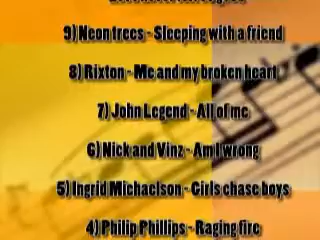 9) Neon trees - Sleeping with a friend
8) Rixton - Me and my broken heart
7) John Legend - All of me
6) Nick and Vinz - Am I wrong
5) Ingrid Michaelson - Girls chase boys
4) Philip Phillips - Raging fire